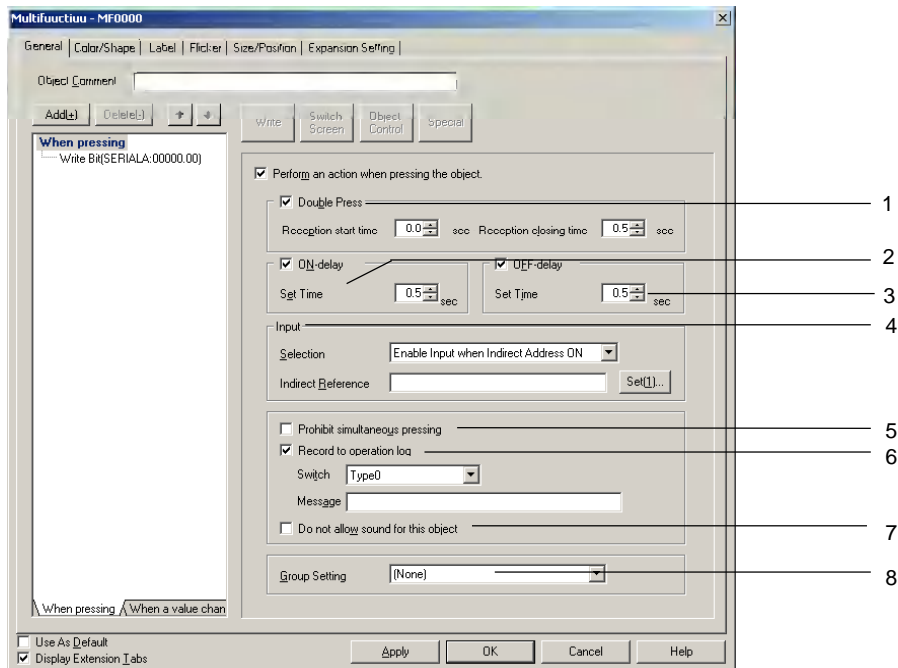 Multifuuctiuu - MF0000
General Color/Shape Label Flicker Size/Position Expansion Setting
Object Comment
Add(+) Delete(-)
Write Switch Screen Object Control Special
When pressing
Write Bit(SERIALA:00000.00)
Perform an action when pressing the object.
Double Press 1
Reception start time 0.0 sec Reception closing time 0.5 sec
ON-delay OFF-delay 2
Set Time 0.5 sec Set Time 0.5 sec 3
Input 4
Selection Enable Input when Indirect Address ON
Indirect Reference Set(1)...
Prohibit simultaneous pressing 5
Record to operation log 6
Switch Type0
Message
Do not allow sound for this object 7
Group Setting (None) 8
When pressing When a value chan
Use As Default
Display Extension Tabs
Apply OK Cancel Help